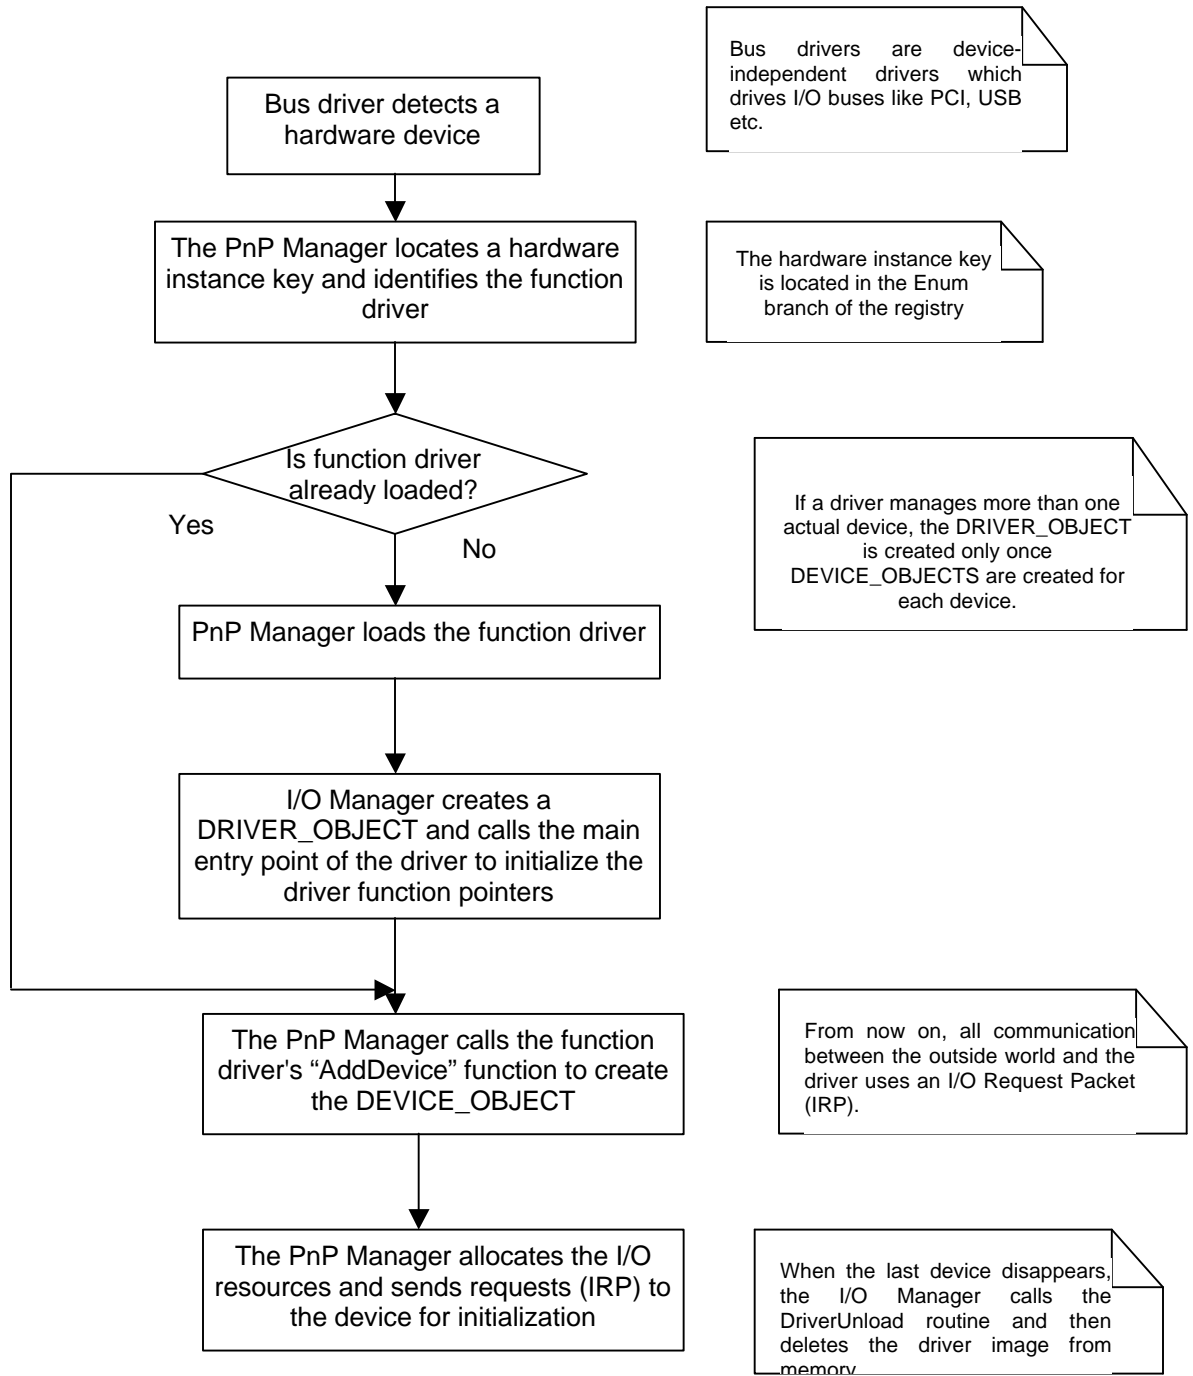 Bus drivers are device-
independent drivers which
drives I/O buses like PCI, USB
etc.
Bus driver detects a
hardware device
The PnP Manager locates a hardware
instance key and identifies the function
driver
The hardware instance key
is located in the Enum
branch of the registry
Is function driver
already loaded?
Yes
No
If a driver manages more than one
actual device, the DRIVER_OBJECT
is created only once
DEVICE_OBJECTS are created for
each device.
PnP Manager loads the function driver
I/O Manager creates a
DRIVER_OBJECT and calls the main
entry point of the driver to initialize the
driver function pointers
The PnP Manager calls the function
driver's “AddDevice” function to create
the DEVICE_OBJECT
From now on, all communication
between the outside world and the
driver uses an I/O Request Packet
(IRP).
The PnP Manager allocates the I/O
resources and sends requests (IRP) to
the device for initialization
When the last device disappears,
the I/O Manager calls the
DriverUnload routine and then
deletes the driver image from
memory